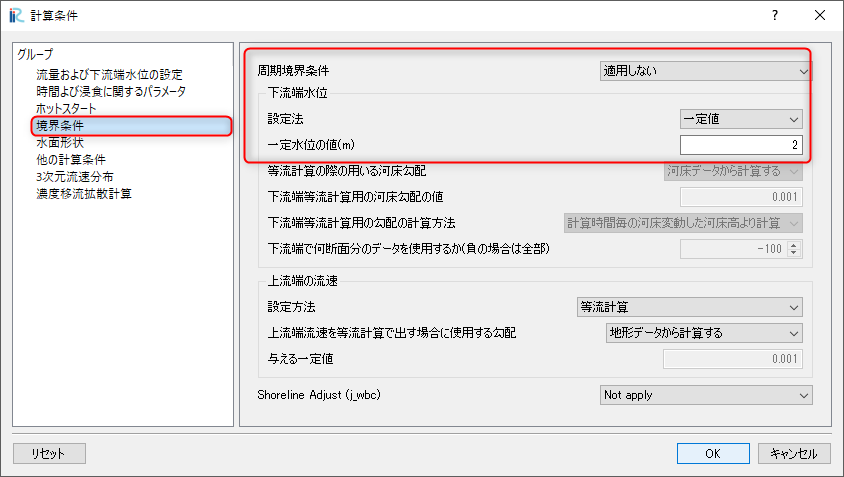 計算条件
グループ
流量および下流端水位の設定
時間および浸食に関するパラメータ
ホットスタート
境界条件
水面形状
他の計算条件
3次元流速分布
濃度移流拡散計算
周期境界条件 適用しない
下流端水位
設定法 一定値
一定水位の値(m) 2
等流計算の際の用いる河床勾配 河床データから計算する
下流端等流計算用の河床勾配の値 0.001
下流端等流計算用の勾配の計算方法 計算時間毎の河床変動した河床高より計算
下流端で何断面分のデータを使用するか(負の場合は全部) -100
上流端の流速
設定方法 等流計算
上流端流速を等流計算で出す場合に使用する勾配 地形データから計算する
与える一定値 0.001
Shoreline Adjust (j_wbc) Not apply
リセット OK キャンセル